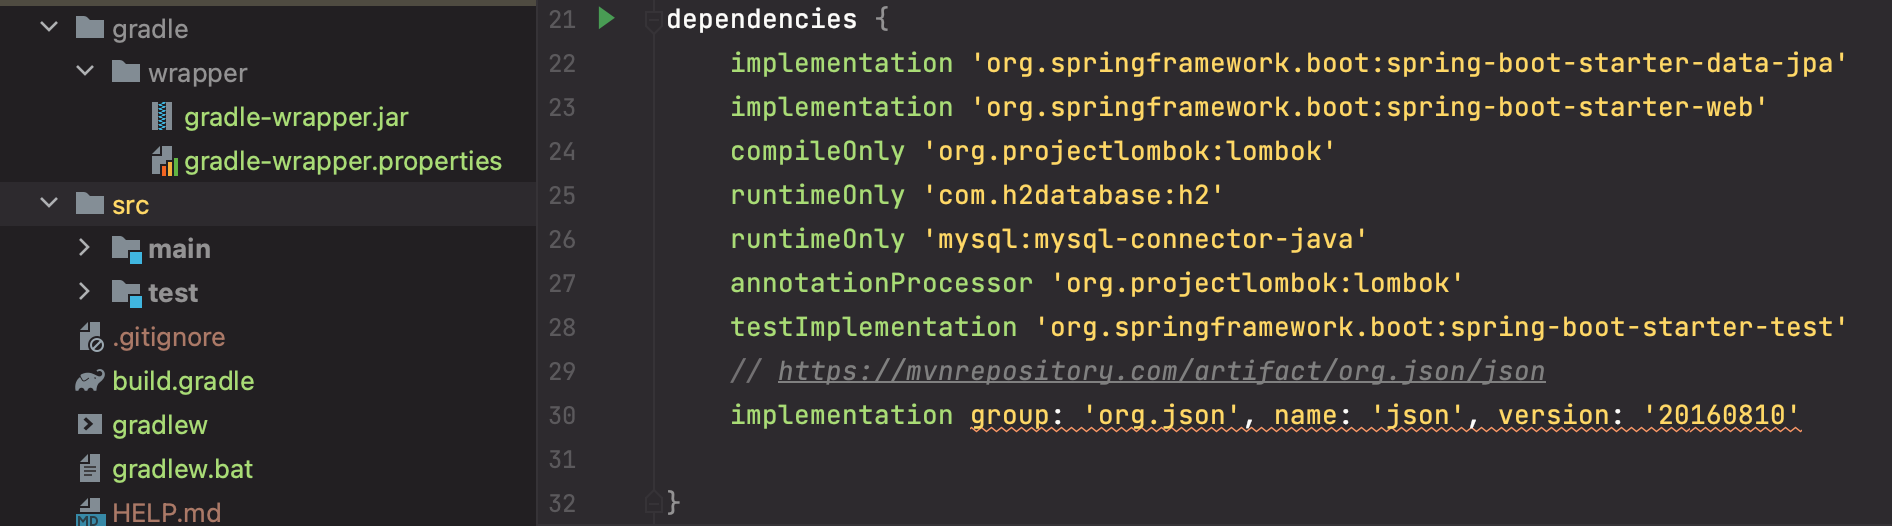 gradle
wrapper
gradle-wrapper.jar
gradle-wrapper.properties
src
main
test
.gitignore
build.gradle
gradlew
gradlew.bat
MD HELP.md
21 dependencies {
22 implementation 'org.springframework.boot:spring-boot-starter-data-jpa'
23 implementation 'org.springframework.boot:spring-boot-starter-web'
24 compileOnly 'org.projectlombok:lombok'
25 runtimeOnly 'com.h2database:h2'
26 runtimeOnly 'mysql:mysql-connector-java'
27 annotationProcessor 'org.projectlombok:lombok'
28 testImplementation 'org.springframework.boot:spring-boot-starter-test'
29 // https://mvnrepository.com/artifact/org.json/json
30 implementation group: 'org.json', name: 'json', version: '20160810'
31
32 }